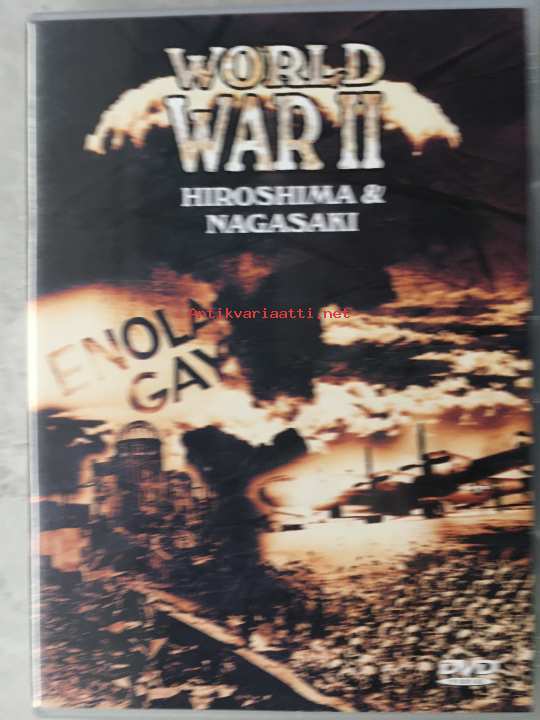 WORLD
WAR II
HIROSHIMA &
NAGASAKI
Antikvariaatti.net
ENOLA
GAY
DVD